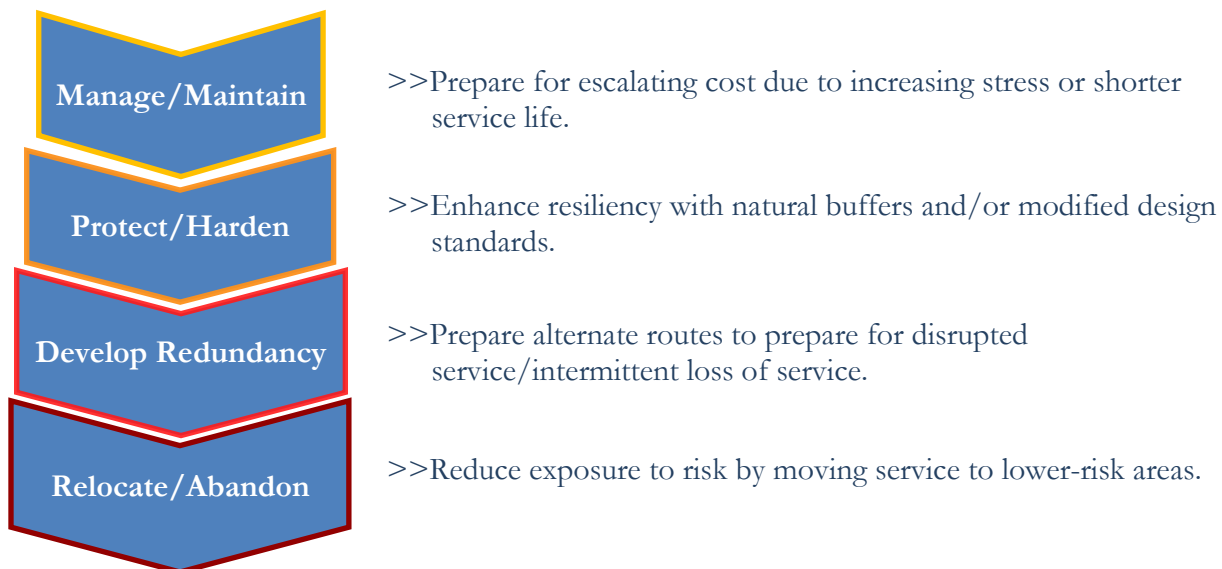 Manage/Maintain
>>Prepare for escalating cost due to increasing stress or shorter
service life.
Protect/Harden
>>Enhance resiliency with natural buffers and/or modified design
standards.
Develop Redundancy
>>Prepare alternate routes to prepare for disrupted
service/intermittent loss of service.
Relocate/Abandon
>>Reduce exposure to risk by moving service to lower-risk areas.